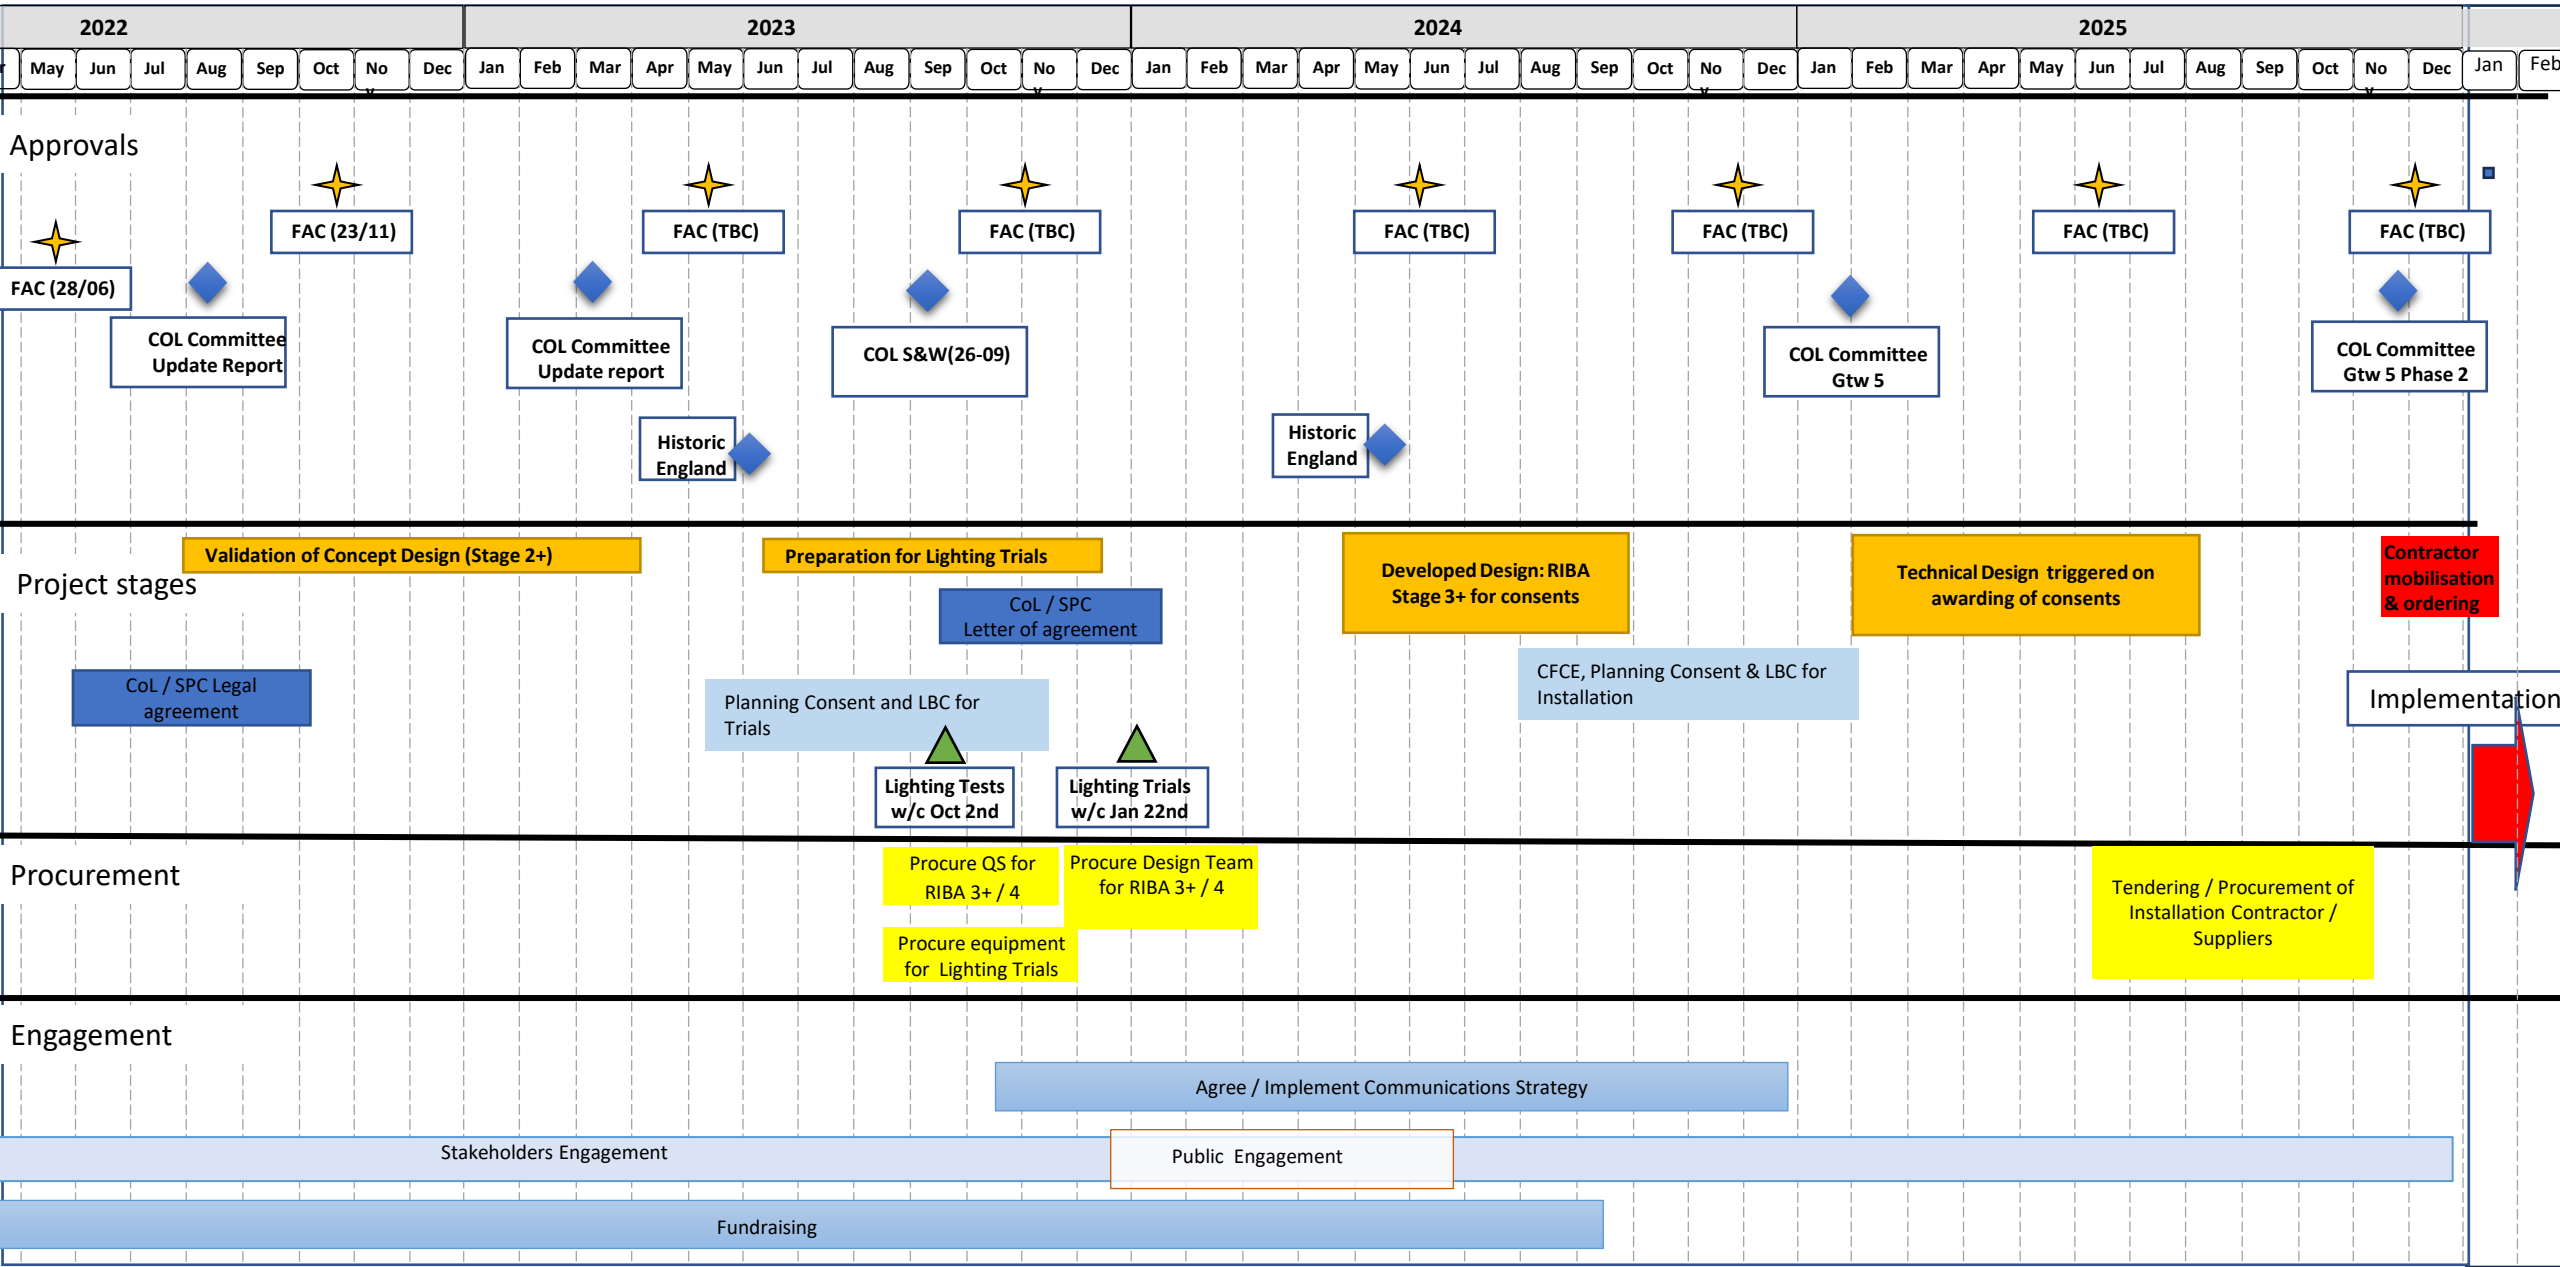 2022 2023 2024 2025
r May Jun Jul Aug Sep Oct No Dec Jan Feb Mar Apr May Jun Jul Aug Sep Oct No Dec Jan Feb Mar Apr May Jun Jul Aug Sep Oct No Dec Jan Feb Mar Apr May Jun Jul Aug Sep Oct No Dec Jan Feb
v v v v
Approvals
FAC (23/11) FAC (TBC) FAC (TBC) FAC (TBC) FAC (TBC) FAC (TBC) FAC (TBC)
FAC (28/06)
COL Committee
Update Report
COL Committee
Update report
COL S&W(26-09)
COL Committee
Gtw 5
COL Committee
Gtw 5 Phase 2
Historic
England
Historic
England
Project stages
Validation of Concept Design (Stage 2+)
Preparation for Lighting Trials
Developed Design: RIBA
Stage 3+ for consents
Technical Design triggered on
awarding of consents
Contractor
mobilisation
& ordering
CoL / SPC
Letter of agreement
CoL / SPC Legal
agreement
Planning Consent and LBC for
Trials
CFCE, Planning Consent & LBC for
Installation
Implementation
Lighting Tests
w/c Oct 2nd
Lighting Trials
w/c Jan 22nd
Procurement
Procure QS for
RIBA 3+ / 4
Procure Design Team
for RIBA 3+ / 4
Procure equipment
for Lighting Trials
Tendering / Procurement of
Installation Contractor /
Suppliers
Engagement
Agree / Implement Communications Strategy
Stakeholders Engagement
Public Engagement
Fundraising